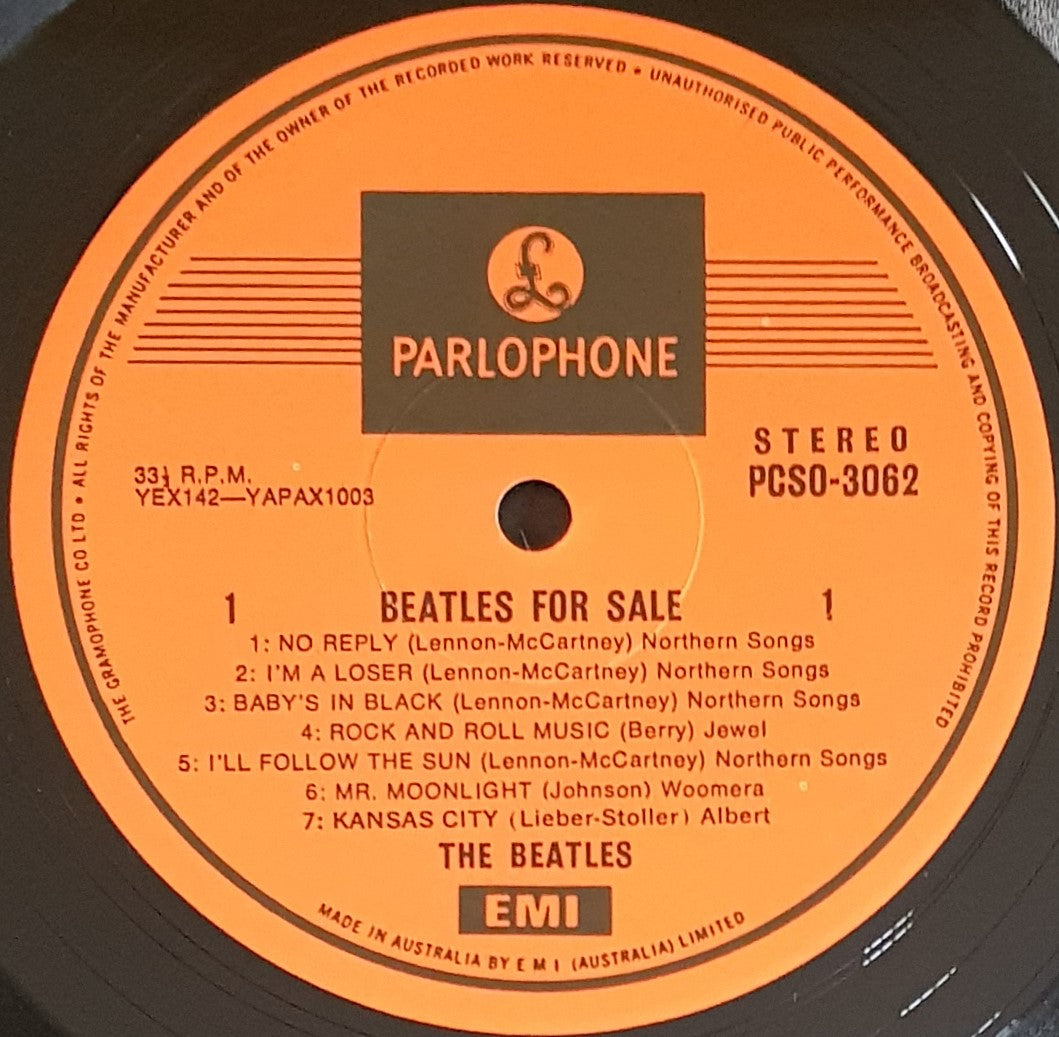 THE GRAMOPHONE CO LTD • ALL RIGHTS OF THE MANUFACTURER AND OF THE OWNER OF THE RECORDED WORK RESERVED • UNAUTHORISED PUBLIC PERFORMANCE BROADCASTING AND COPYING OF THIS RECORD PROHIBITED
£
PARLOPHONE
STEREO
PCSO-3062
33⅓ R.P.M.
YEX142—YAPAX1003
1 BEATLES FOR SALE 1
1: NO REPLY (Lennon-McCartney) Northern Songs
2: I'M A LOSER (Lennon-McCartney) Northern Songs
3: BABY'S IN BLACK (Lennon-McCartney) Northern Songs
4: ROCK AND ROLL MUSIC (Berry) Jewel
5: I'LL FOLLOW THE SUN (Lennon-McCartney) Northern Songs
6: MR. MOONLIGHT (Johnson) Woomera
7: KANSAS CITY (Lieber-Stoller) Albert
THE BEATLES
EMI
MADE IN AUSTRALIA BY E M I (AUSTRALIA) LIMITED